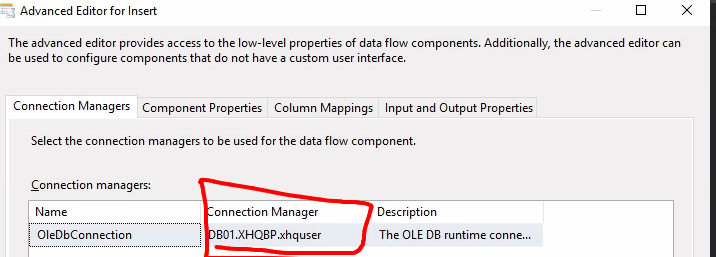 Advanced Editor for Insert
The advanced editor provides access to the low-level properties of data flow components. Additionally, the advanced editor can
be used to configure components that do not have a custom user interface.
Connection Managers Component Properties Column Mappings Input and Output Properties
Select the connection managers to be used for the data flow component.
Connection managers:
Name Connection Manager Description
OleDbConnection DB01.XHQBP.xhquser The OLE DB runtime conne...